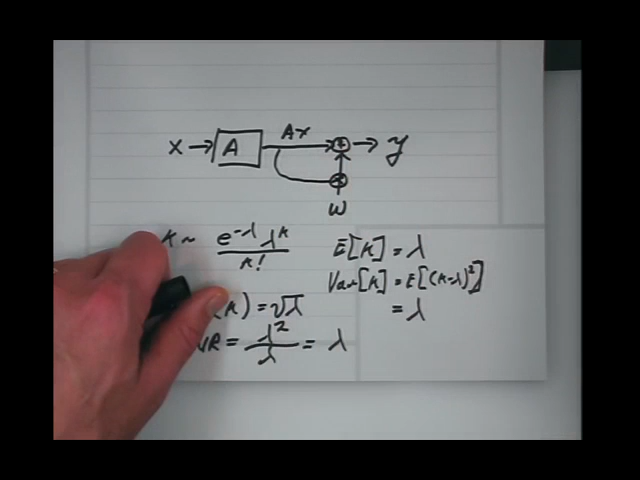 x → A Ax + → y
×
w
k ~ e^{-λ} λ^k / k! E[k] = λ
Var[k] = E[(k-λ)²]
(k) = √λ = λ
R = λ² / λ = λ